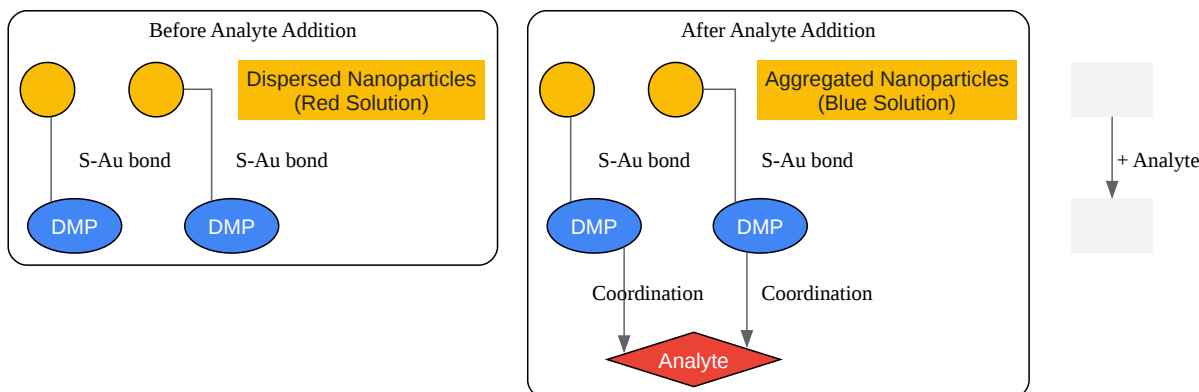 Before Analyte Addition
Dispersed Nanoparticles
(Red Solution)
S-Au bond
S-Au bond
DMP
DMP
After Analyte Addition
Aggregated Nanoparticles
(Blue Solution)
S-Au bond
S-Au bond
DMP
DMP
Coordination
Coordination
Analyte
+ Analyte